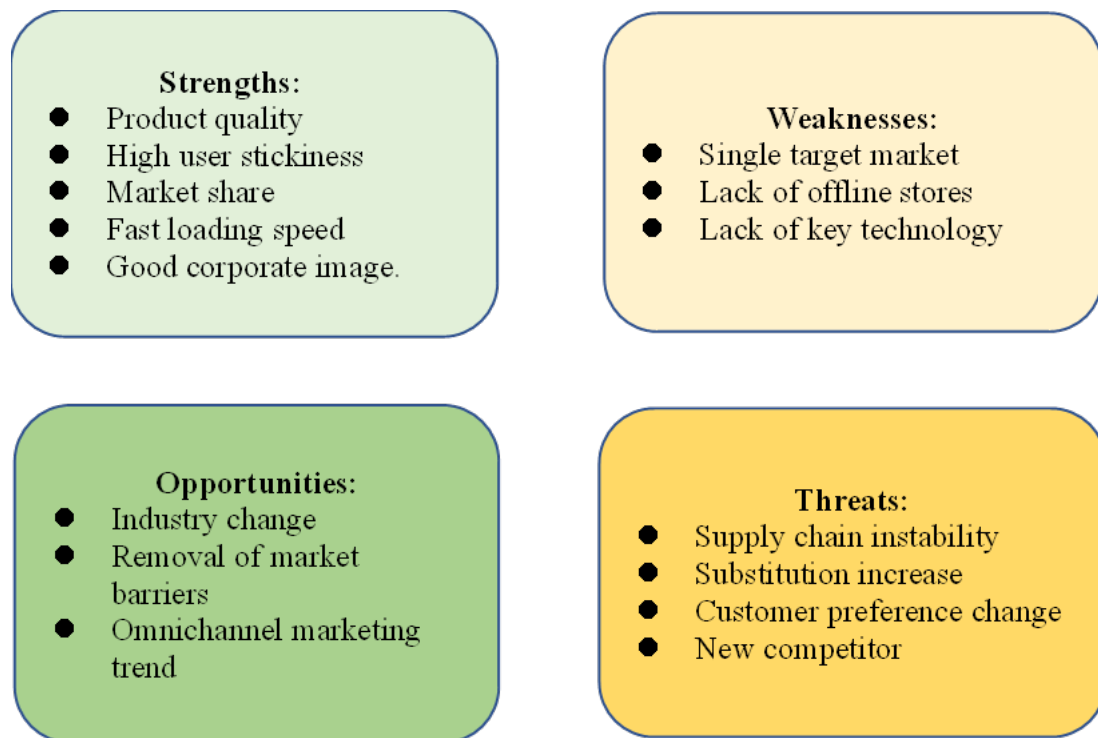 Strengths:
● Product quality
● High user stickiness
● Market share
● Fast loading speed
● Good corporate image.
Weaknesses:
● Single target market
● Lack of offline stores
● Lack of key technology
Opportunities:
● Industry change
● Removal of market
barriers
● Omnichannel marketing
trend
Threats:
● Supply chain instability
● Substitution increase
● Customer preference change
● New competitor